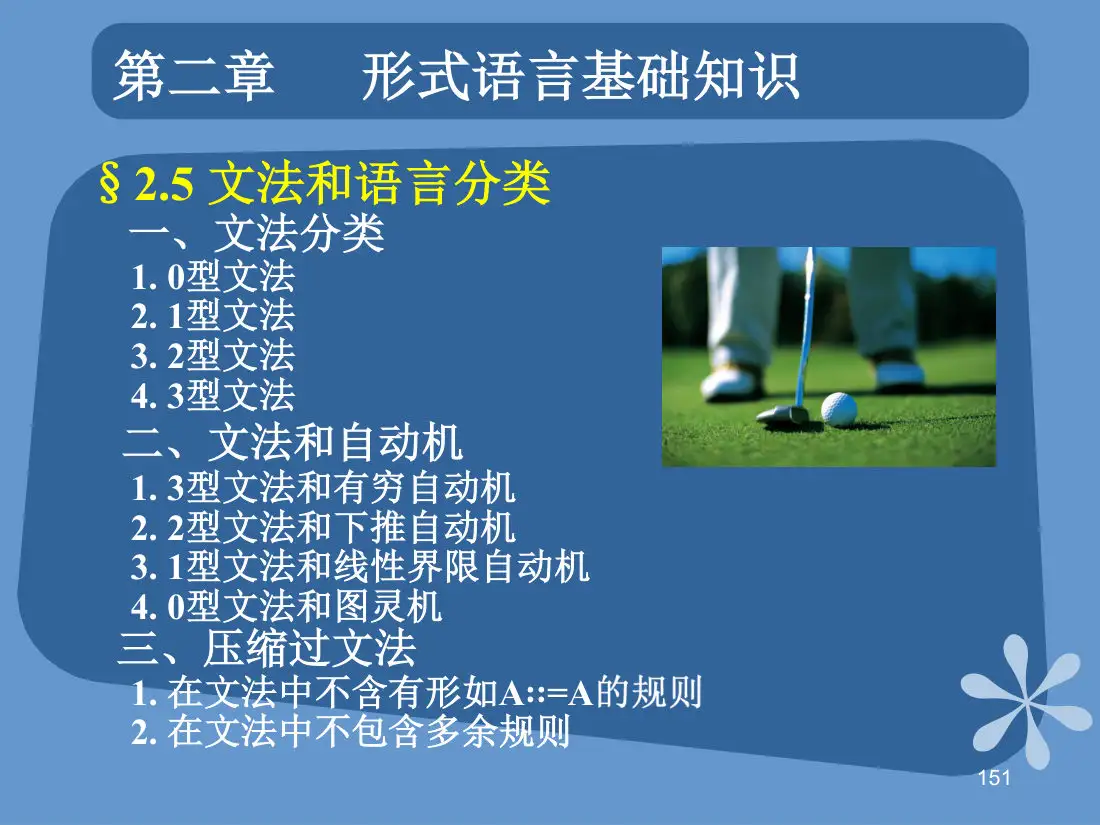 第二章 形式语言基础知识
§2.5 文法和语言分类
一、文法分类
1. 0型文法
2. 1型文法
3. 2型文法
4. 3型文法
二、文法和自动机
1. 3型文法和有穷自动机
2. 2型文法和下推自动机
3. 1型文法和线性界限自动机
4. 0型文法和图灵机
三、压缩过文法
1. 在文法中不含有形如A::=A的规则
2. 在文法中不包含多余规则
151